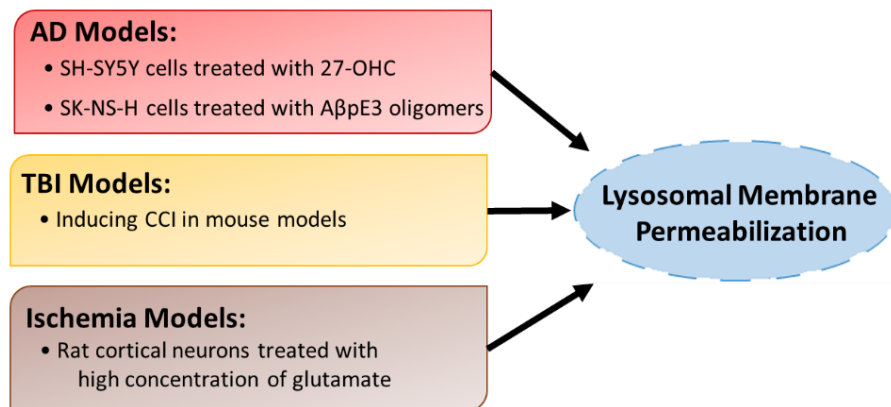 AD Models:
• SH-SY5Y cells treated with 27-OHC
• SK-NS-H cells treated with AβpE3 oligomers
TBI Models:
• Inducing CCI in mouse models
Ischemia Models:
• Rat cortical neurons treated with
high concentration of glutamate
Lysosomal Membrane
Permeabilization